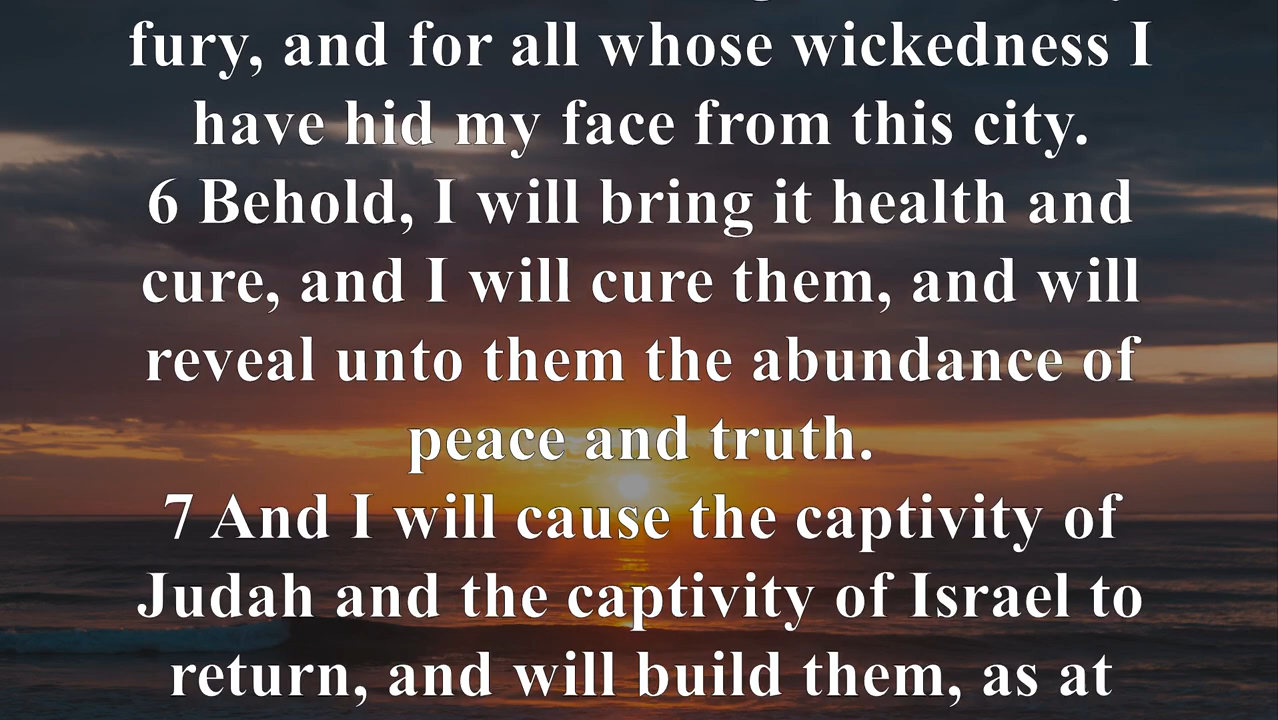 fury, and for all whose wickedness I
have hid my face from this city.
6 Behold, I will bring it health and
cure, and I will cure them, and will
reveal unto them the abundance of
peace and truth.
7 And I will cause the captivity of
Judah and the captivity of Israel to
return, and will build them, as at